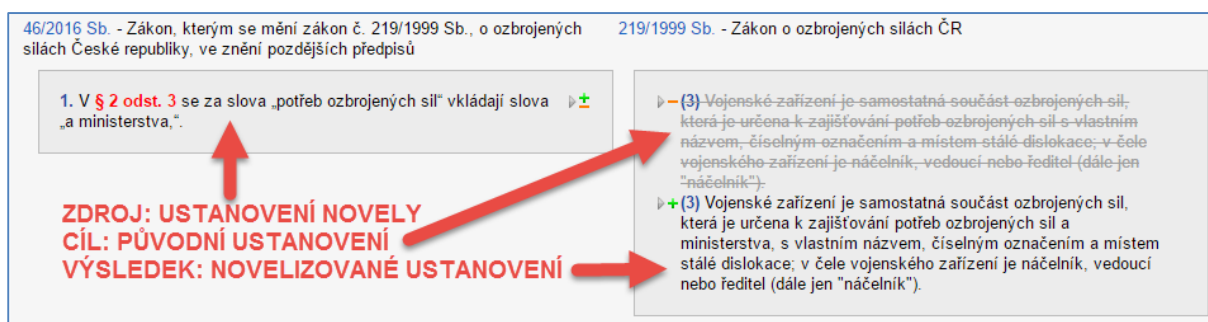 46/2016 Sb. - Zákon, kterým se mění zákon č. 219/1999 Sb., o ozbrojených
silách České republiky, ve znění pozdějších předpisů
1. V § 2 odst. 3 se za slova „potřeb ozbrojených sil“ vkládají slova
„a ministerstva,“.
ZDROJ: USTANOVENÍ NOVELY
CÍL: PŮVODNÍ USTANOVENÍ
VÝSLEDEK: NOVELIZOVANÉ USTANOVENÍ
219/1999 Sb. - Zákon o ozbrojených silách ČR
(3) Vojenské zařízení je samostatná součást ozbrojených sil,
která je určena k zajišťování potřeb ozbrojených sil s vlastním
názvem, číselným označením a místem stálé dislokace; v čele
vojenského zařízení je náčelník, vedoucí nebo ředitel (dále jen
"náčelník").
(3) Vojenské zařízení je samostatná součást ozbrojených sil,
která je určena k zajišťování potřeb ozbrojených sil a
ministerstva, s vlastním názvem, číselným označením a místem
stálé dislokace; v čele vojenského zařízení je náčelník, vedoucí
nebo ředitel (dále jen "náčelník").